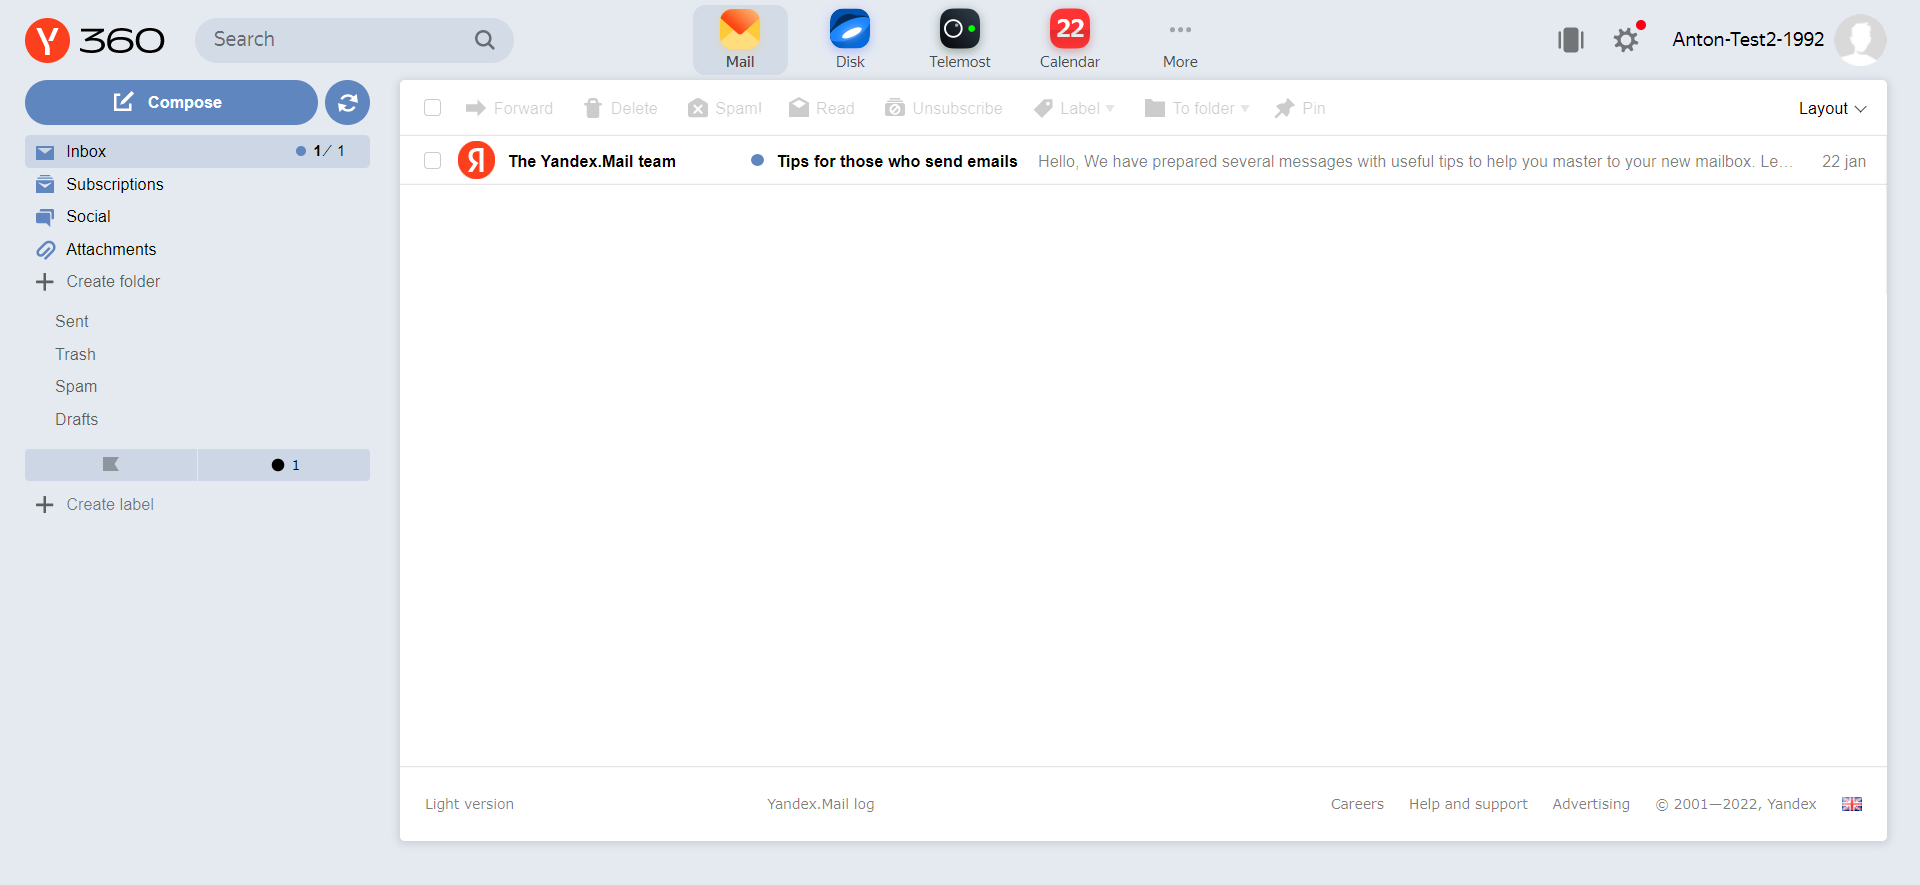 Y 360
Search
Mail
Disk
Telemost
22
Calendar
More
Anton-Test2-1992
Compose
Inbox
1 / 1
Subscriptions
Social
Attachments
Create folder
Sent
Trash
Spam
Drafts
1
Create label
Forward
Delete
Spam!
Read
Unsubscribe
Label
To folder
Pin
Layout
Я
The Yandex.Mail team
Tips for those who send emails
Hello, We have prepared several messages with useful tips to help you master to your new mailbox. Le...
22 jan
Light version
Yandex.Mail log
Careers
Help and support
Advertising
© 2001—2022, Yandex